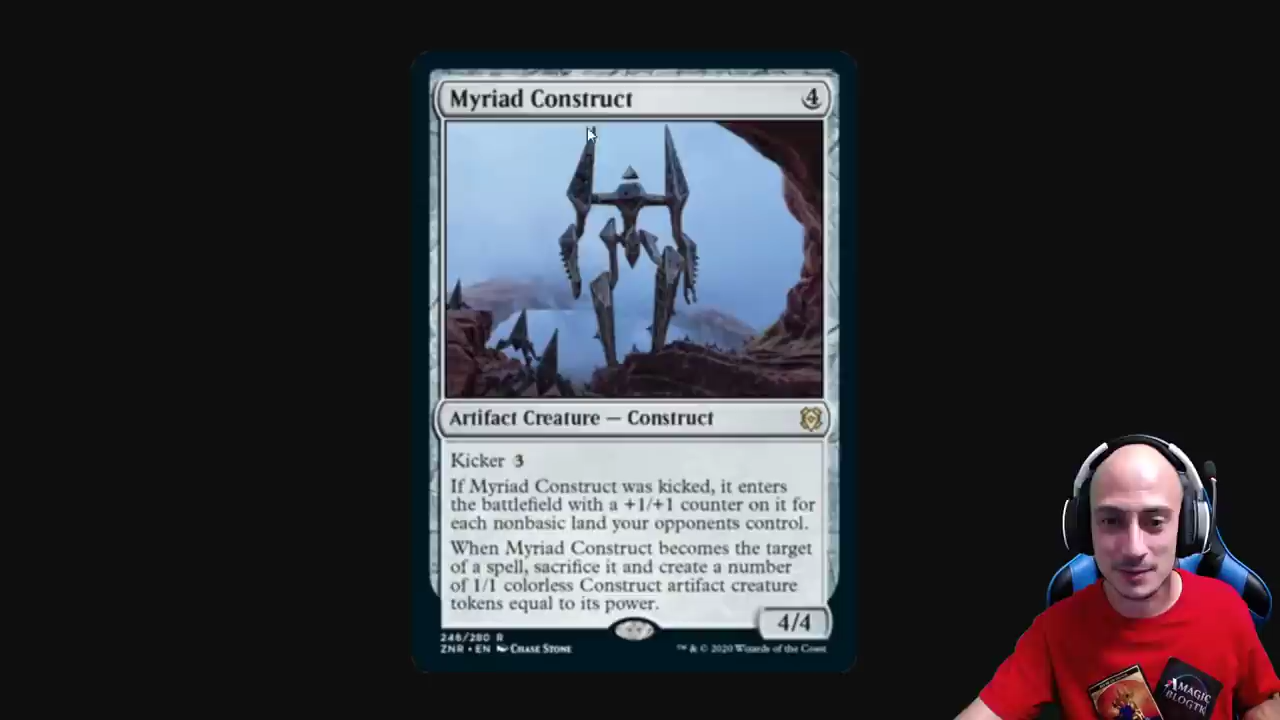 Myriad Construct 4
Artifact Creature — Construct
Kicker 3
If Myriad Construct was kicked, it enters
the battlefield with a +1/+1 counter on it for
each nonbasic land your opponents control.
When Myriad Construct becomes the target
of a spell, sacrifice it and create a number
of 1/1 colorless Construct artifact creature
tokens equal to its power.
4/4
246/280 R
ZNR • EN CHASE STONE
™ & © 2020 Wizards of the Coast
MAGIC